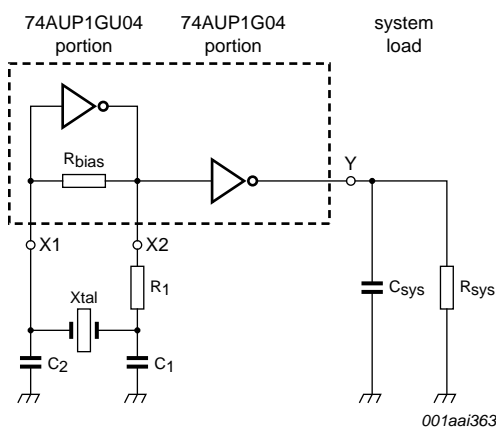 74AUP1GU04
portion
74AUP1G04
portion
system
load
Rbias
Y
X1
X2
R1
Xtal
C2
C1
Csys
Rsys
001aai363